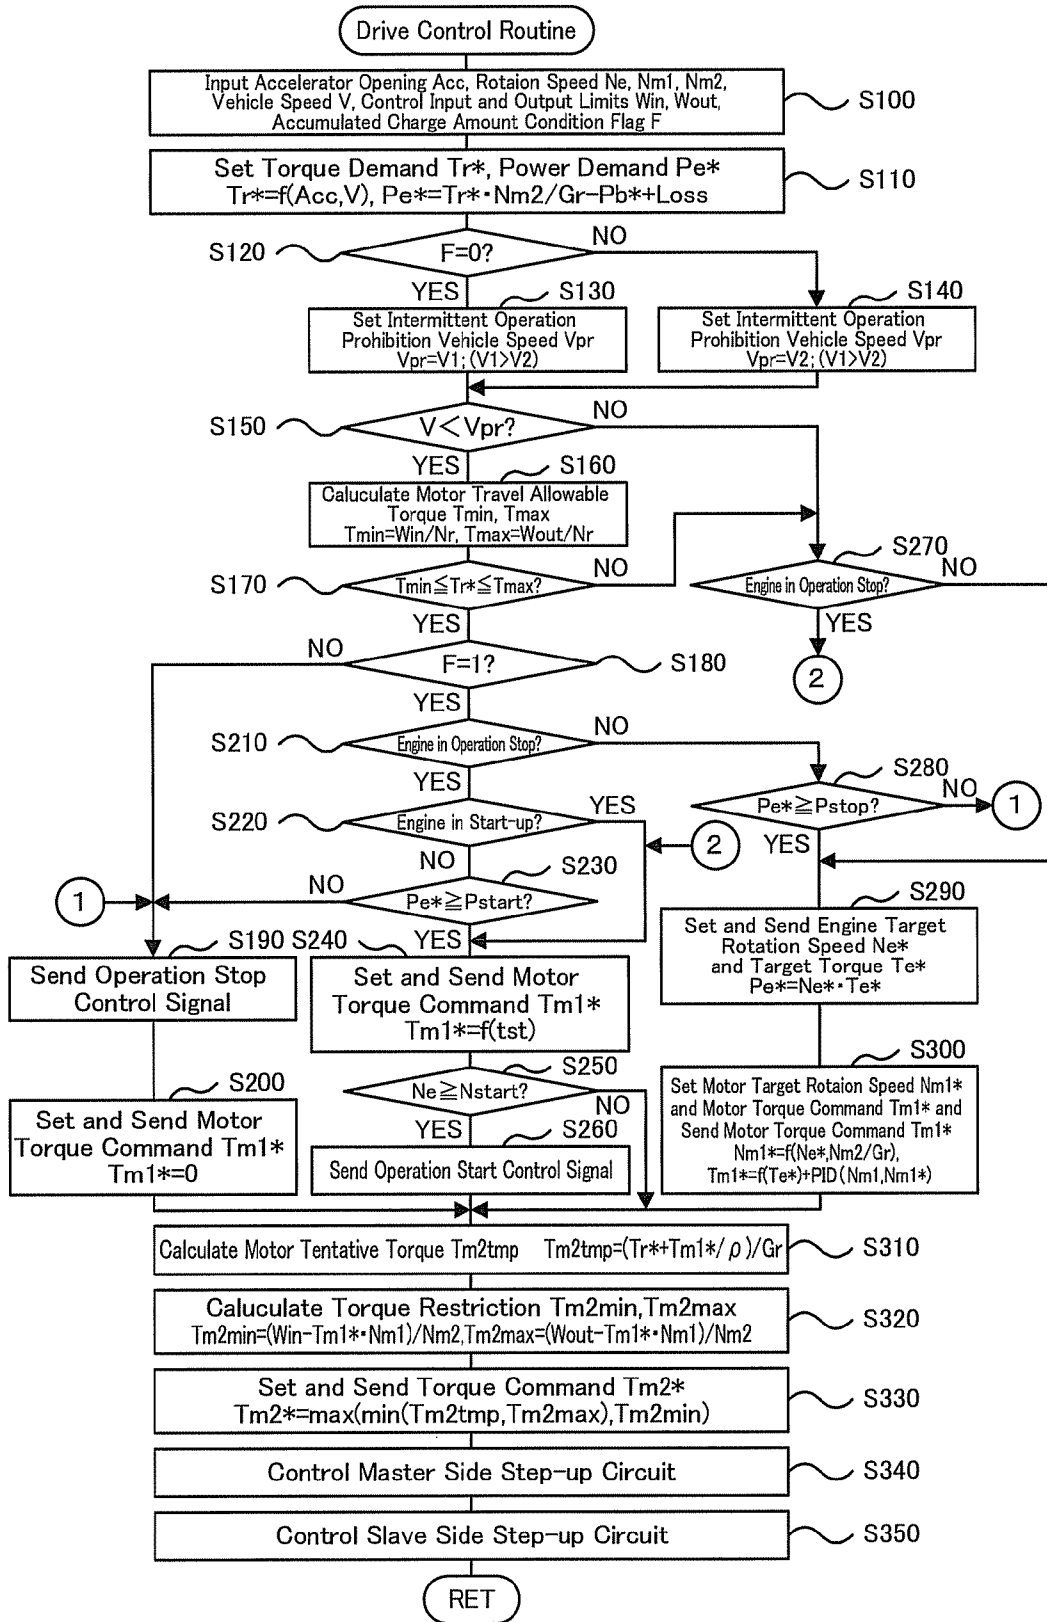 Drive Control Routine
Input Accelerator Opening Acc, Rotaion Speed Ne, Nm1, Nm2,
Vehicle Speed V, Control Input and Output Limits Win, Wout,
Accumulated Charge Amount Condition Flag F
S100
Set Torque Demand Tr*, Power Demand Pe*
Tr*=f(Acc,V), Pe*=Tr*・Nm2/Gr-Pb*+Loss
S110
S120
F=0?
NO
YES
S130
Set Intermittent Operation
Prohibition Vehicle Speed Vpr
Vpr=V1;(V1>V2)
S140
Set Intermittent Operation
Prohibition Vehicle Speed Vpr
Vpr=V2;(V1>V2)
S150
V<Vpr?
NO
YES
S160
Caluculate Motor Travel Allowable
Torque Tmin, Tmax
Tmin=Win/Nr, Tmax=Wout/Nr
S170
Tmin≦Tr*≦Tmax?
NO
YES
S270
Engine in Operation Stop?
NO
YES
2
NO
F=1?
S180
YES
S210
Engine in Operation Stop?
NO
YES
S280
Pe*≧Pstop?
NO
1
YES
S220
Engine in Start-up?
YES
NO
2
1
NO
S230
Pe*≧Pstart?
YES
S190
Send Operation Stop
Control Signal
S240
Set and Send Motor
Torque Command Tm1*
Tm1*=f(tst)
S290
Set and Send Engine Target
Rotation Speed Ne*
and Target Torque Te*
Pe*=Ne*・Te*
S200
Set and Send Motor
Torque Command Tm1*
Tm1*=0
S250
Ne≧Nstart?
NO
YES
S260
Send Operation Start Control Signal
S300
Set Motor Target Rotaion Speed Nm1*
and Motor Torque Command Tm1* and
Send Motor Torque Command Tm1*
Nm1*=f(Ne*,Nm2/Gr),
Tm1*=f(Te*)+PID(Nm1,Nm1*)
Calculate Motor Tentative Torque Tm2tmp Tm2tmp=(Tr*+Tm1*/ρ)/Gr
S310
Caluculate Torque Restriction Tm2min,Tm2max
Tm2min=(Win-Tm1*・Nm1)/Nm2,Tm2max=(Wout-Tm1*・Nm1)/Nm2
S320
Set and Send Torque Command Tm2*
Tm2*=max(min(Tm2tmp,Tm2max),Tm2min)
S330
Control Master Side Step-up Circuit
S340
Control Slave Side Step-up Circuit
S350
RET